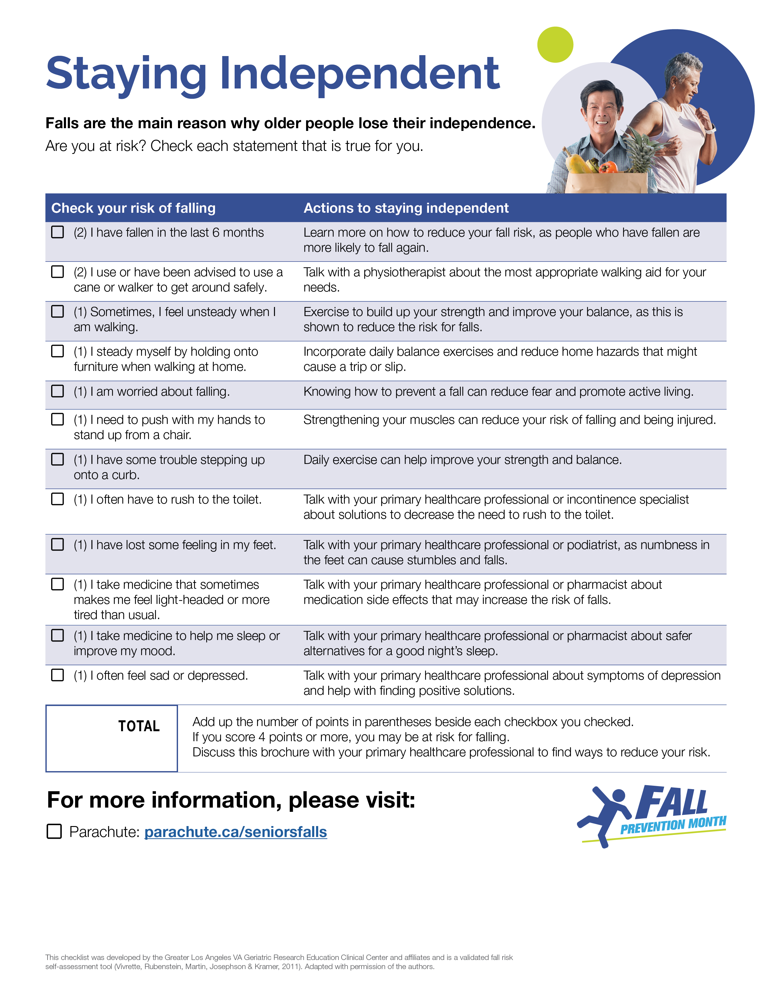 Staying Independent
Falls are the main reason why older people lose their independence.
Are you at risk? Check each statement that is true for you.
Check your risk of falling
Actions to staying independent
(2) I have fallen in the last 6 months
Learn more on how to reduce your fall risk, as people who have fallen are
more likely to fall again.
(2) I use or have been advised to use a
cane or walker to get around safely.
Talk with a physiotherapist about the most appropriate walking aid for your
needs.
(1) Sometimes, I feel unsteady when I
am walking.
Exercise to build up your strength and improve your balance, as this is
shown to reduce the risk for falls.
(1) I steady myself by holding onto
furniture when walking at home.
Incorporate daily balance exercises and reduce home hazards that might
cause a trip or slip.
(1) I am worried about falling.
Knowing how to prevent a fall can reduce fear and promote active living.
(1) I need to push with my hands to
stand up from a chair.
Strengthening your muscles can reduce your risk of falling and being injured.
(1) I have some trouble stepping up
onto a curb.
Daily exercise can help improve your strength and balance.
(1) I often have to rush to the toilet.
Talk with your primary healthcare professional or incontinence specialist
about solutions to decrease the need to rush to the toilet.
(1) I have lost some feeling in my feet.
Talk with your primary healthcare professional or podiatrist, as numbness in
the feet can cause stumbles and falls.
(1) I take medicine that sometimes
makes me feel light-headed or more
tired than usual.
Talk with your primary healthcare professional or pharmacist about
medication side effects that may increase the risk of falls.
(1) I take medicine to help me sleep or
improve my mood.
Talk with your primary healthcare professional or pharmacist about safer
alternatives for a good night’s sleep.
(1) I often feel sad or depressed.
Talk with your primary healthcare professional about symptoms of depression
and help with finding positive solutions.
TOTAL
Add up the number of points in parentheses beside each checkbox you checked.
If you score 4 points or more, you may be at risk for falling.
Discuss this brochure with your primary healthcare professional to find ways to reduce your risk.
For more information, please visit:
Parachute: parachute.ca/seniorsfalls
FALL
PREVENTION MONTH
This checklist was developed by the Greater Los Angeles VA Geriatric Research Education Clinical Center and affiliates and is a validated fall risk
self-assessment tool (Vivrette, Rubenstein, Martin, Josephson & Kramer, 2011). Adapted with permission of the authors.